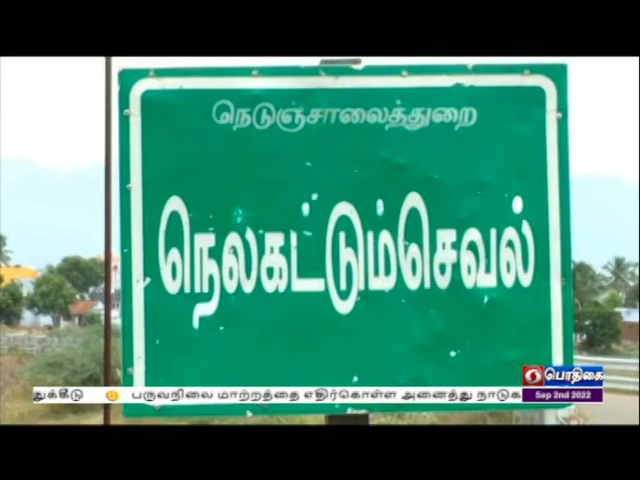 நெடுஞ்சாலைத்துறை
நெலகட்டும்செவல்
பொதிகை
துக்கீடு பருவநிலை மாற்றத்தை எதிர்கொள்ள அனைத்து நாடுக
Sep 2nd 2022